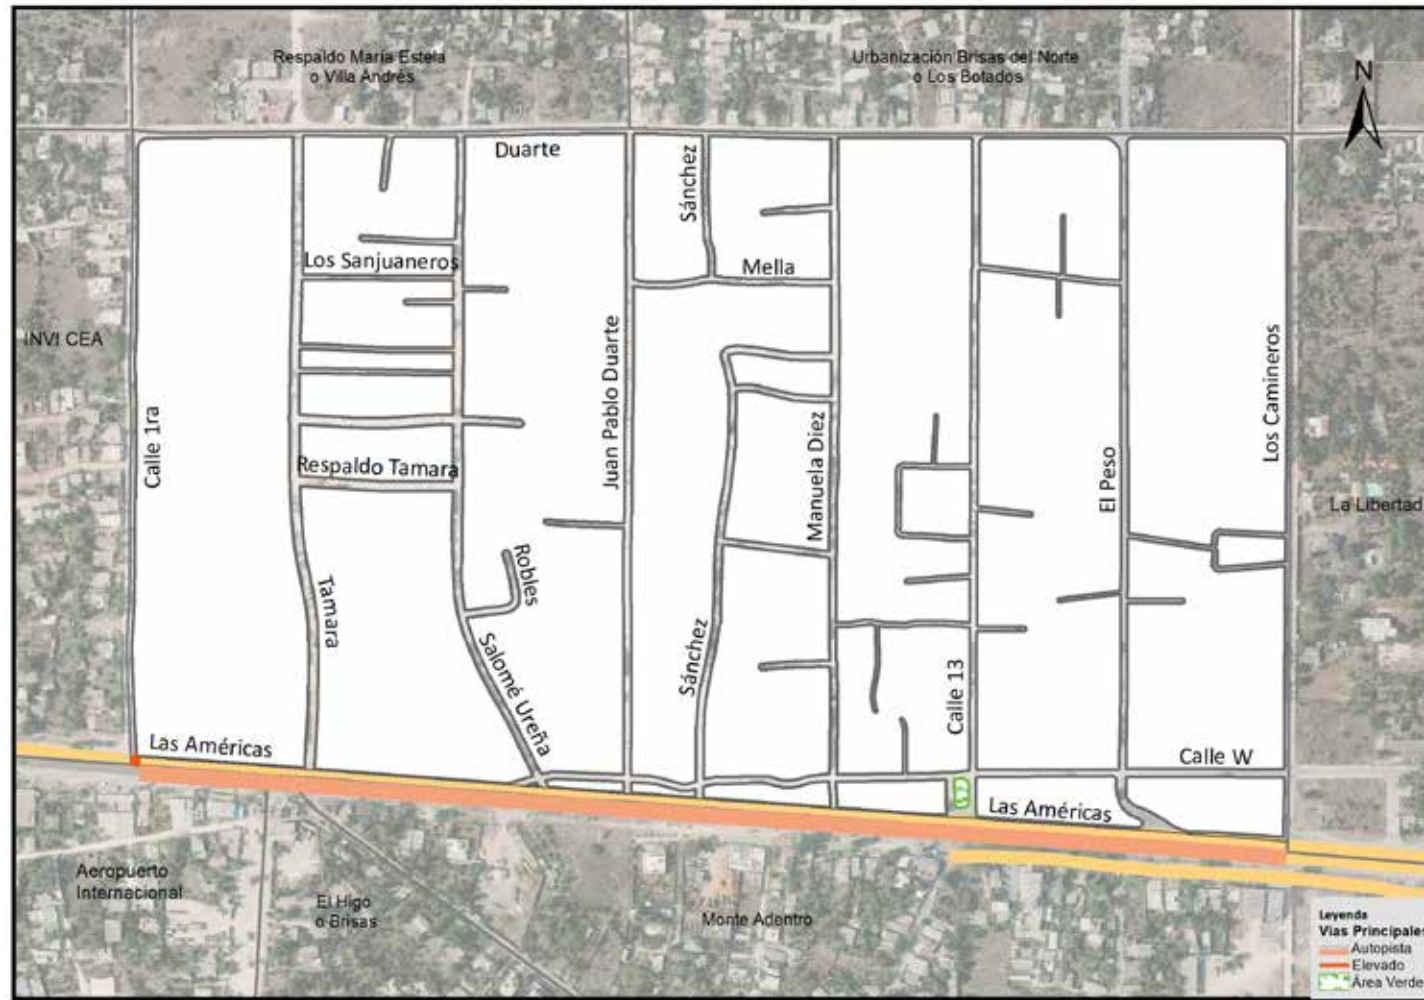 Respaldo María Estela
o Villa Andrés
Urbanización Brisas del Norte
o Los Botados
N
Duarte
Sánchez
Los Sanjuaneros
Mella
INVI CEA
Juan Pablo Duarte
Los Camineros
Calle 1ra
Manuela Diez
El Peso
Respaldo Tamara
La Libertad
Robles
Tamara
Salomé Ureña
Sánchez
Calle 13
Las Américas
Calle W
Las Américas
Aeropuerto
Internacional
El Higo
o Brisas
Monte Adentro
Leyenda
Vias Principales
Autopista
Elevado
Área Verde